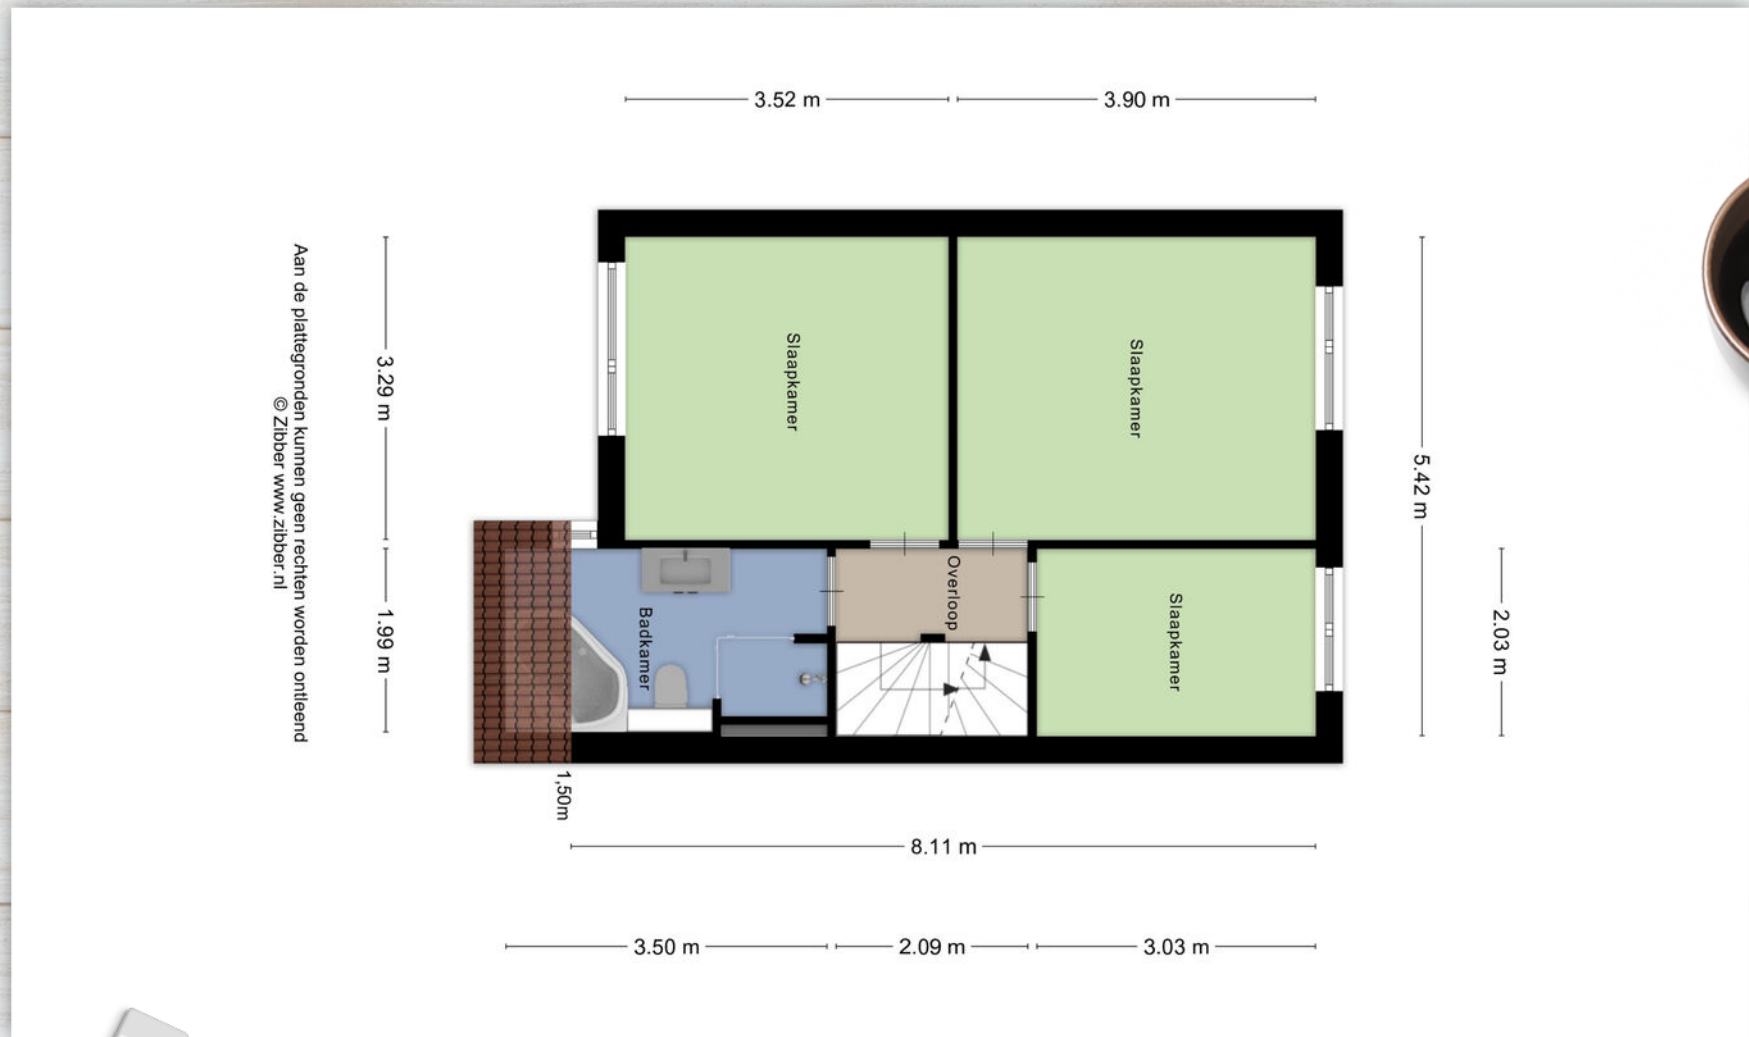 3.52 m
3.90 m
Aan de plattegronden kunnen geen rechten worden ontleend
© Zibber www.zibber.nl
3.29 m
1.99 m
Slaapkamer
Slaapkamer
5.42 m
2.03 m
Badkamer
Overloop
Slaapkamer
1,50m
8.11 m
3.50 m
2.09 m
3.03 m